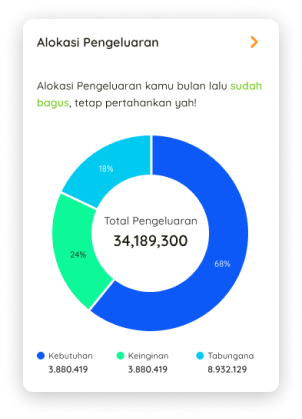 Alokasi Pengeluaran
Alokasi Pengeluaran kamu bulan lalu sudah
bagus, tetap pertahankan yah!
18%
Total Pengeluaran
34,189,300
24%
68%
Kebutuhan Keinginan Tabungana
3.880.419 3.880.419 8.932.129